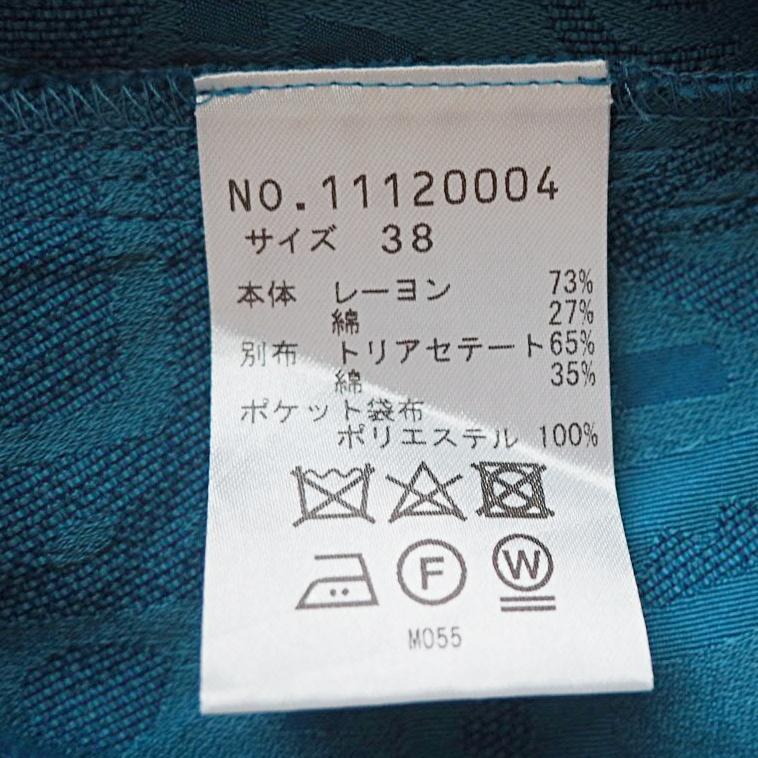 NO.11120004
サイズ 38
本体 レーヨン 73%
綿 27%
別布 トリアセテート 65%
綿 35%
ポケット袋布
ポリエステル 100%
F W
M055